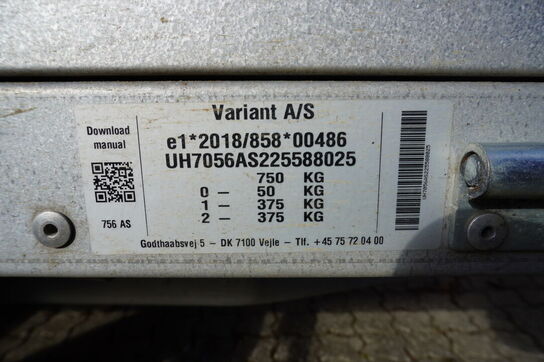 Variant A/S
Download
manual
e1*2018/858*00486
UH7056AS225588025
750 KG
0 – 50 KG
1 – 375 KG
2 – 375 KG
756 AS
Godthaabsvej 5 – DK 7100 Vejle – Tlf. +45 75 72 04 00
UH7056AS225588025